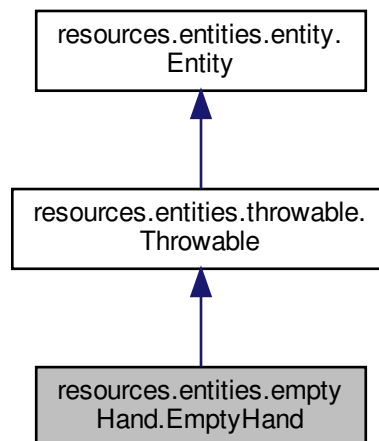 resources.entities.entity.
Entity
resources.entities.throwable.
Throwable
resources.entities.empty
Hand.EmptyHand